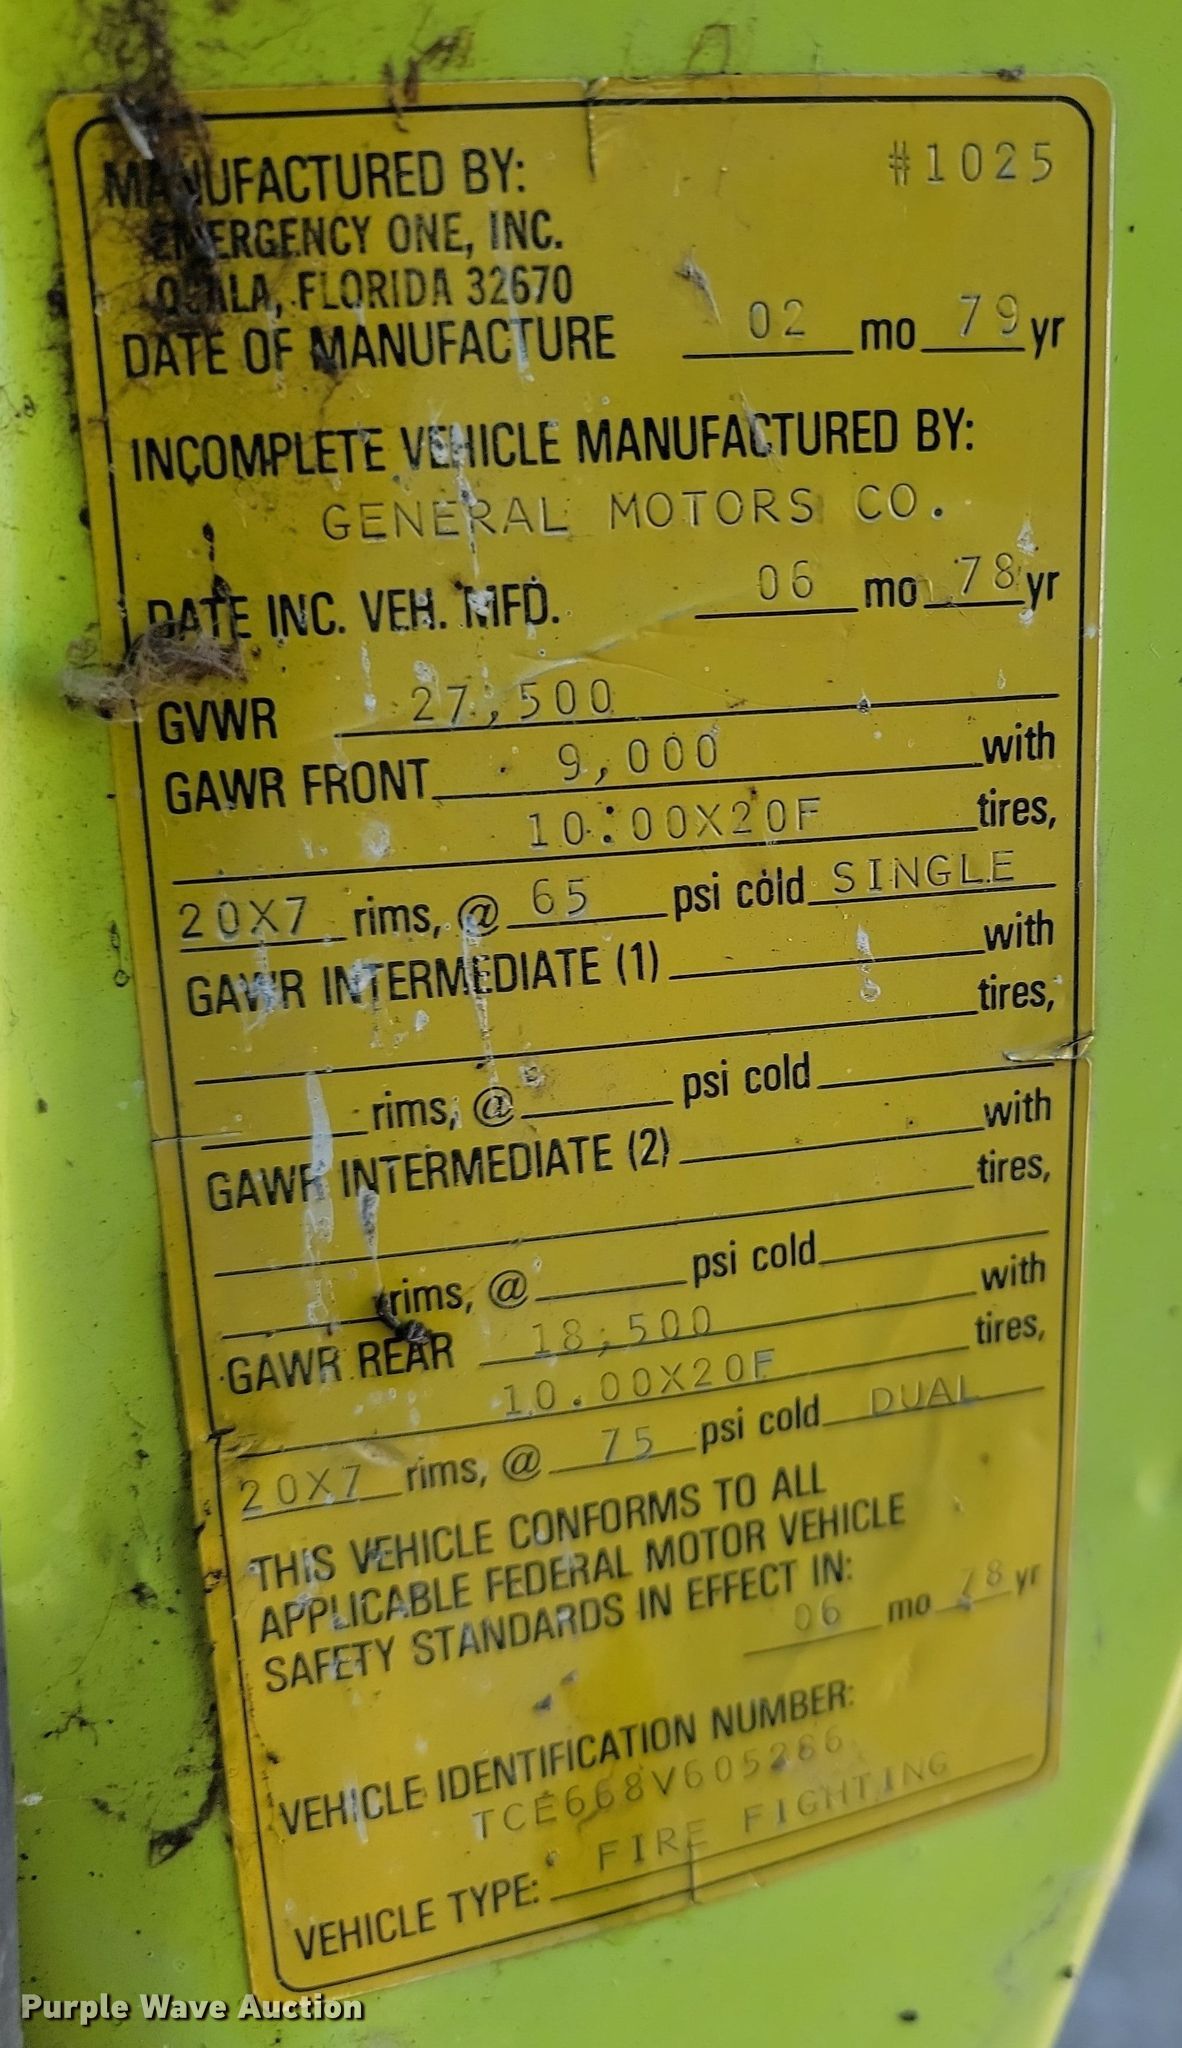 #1025
MANUFACTURED BY:
EMERGENCY ONE, INC.
OCALA, FLORIDA 32670
DATE OF MANUFACTURE 02 mo 79 yr
INCOMPLETE VEHICLE MANUFACTURED BY:
GENERAL MOTORS CO.
DATE INC. VEH. MFD. 06 mo 78 yr
GVWR 27,500
GAWR FRONT 9,000 with
10:00X20F tires,
20X7 rims, @ 65 psi cold SINGLE
GAWR INTERMEDIATE (1) with
tires,
rims, @ psi cold
GAWR INTERMEDIATE (2) with
tires,
rims, @ psi cold
GAWR REAR 18,500 with
10.00X20F tires,
20X7 rims, @ 75 psi cold DUAL
THIS VEHICLE CONFORMS TO ALL
APPLICABLE FEDERAL MOTOR VEHICLE
SAFETY STANDARDS IN EFFECT IN:
06 mo 78 yr
VEHICLE IDENTIFICATION NUMBER:
TCE668V605286
VEHICLE TYPE: FIRE FIGHTING
Purple Wave Auction